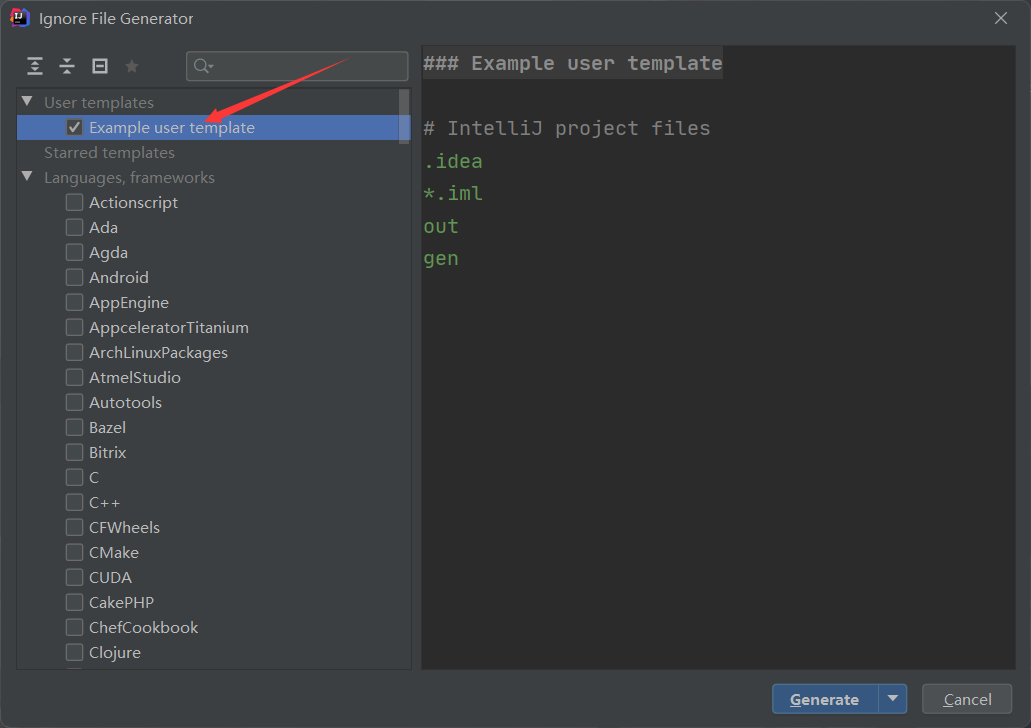 Ignore File Generator
User templates
Example user template
Starred templates
Languages, frameworks
Actionscript
Ada
Agda
Android
AppEngine
AppceleratorTitanium
ArchLinuxPackages
AtmelStudio
Autotools
Bazel
Bitrix
C
C++
CFWheels
CMake
CUDA
CakePHP
ChefCookbook
Clojure
### Example user template
# IntelliJ project files
.idea
*.iml
out
gen
Generate
Cancel